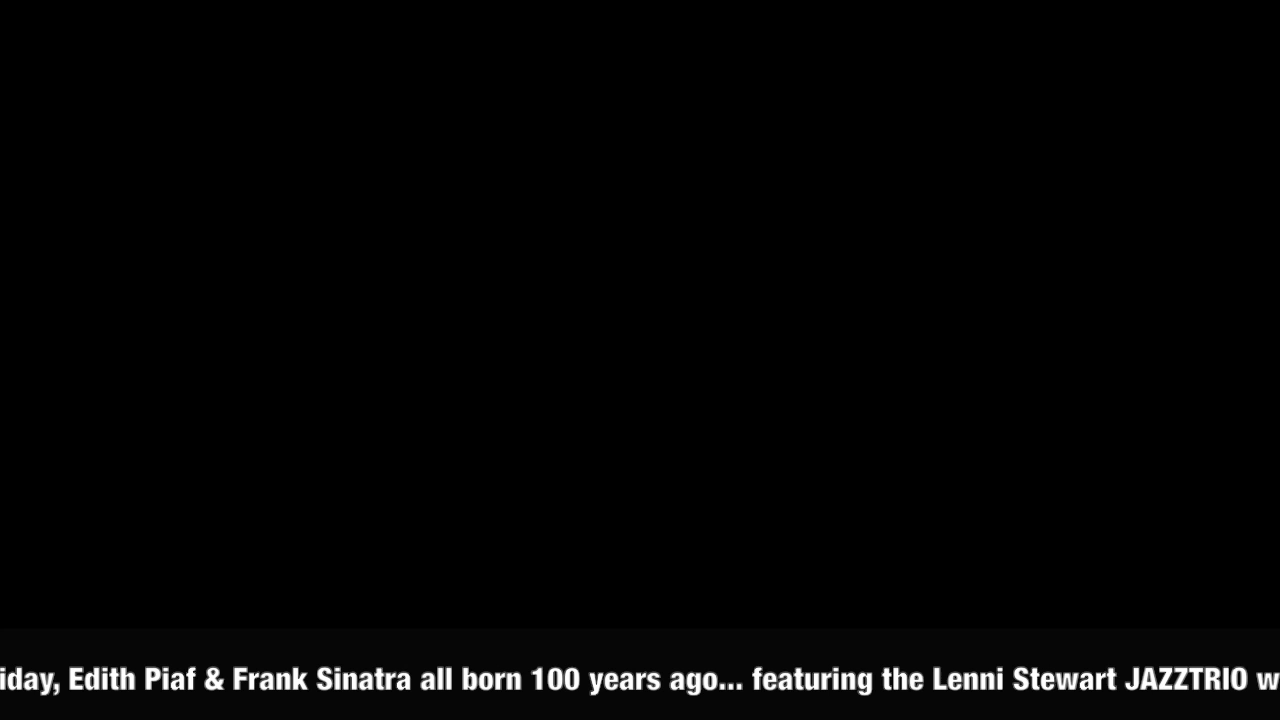 iday, Edith Piaf & Frank Sinatra all born 100 years ago... featuring the Lenni Stewart JAZZTRIO w